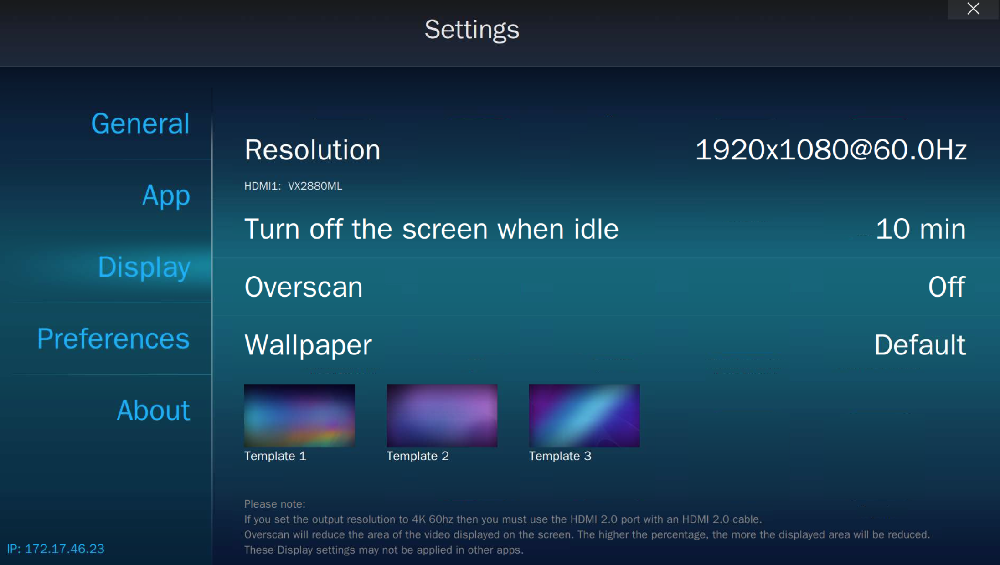 Settings
General
App
Display
Preferences
About
IP: 172.17.46.23
Resolution 1920x1080@60.0Hz
HDMI1: VX2880ML
Turn off the screen when idle 10 min
Overscan Off
Wallpaper Default
Template 1 Template 2 Template 3
Please note:
If you set the output resolution to 4K 60hz then you must use the HDMI 2.0 port with an HDMI 2.0 cable.
Overscan will reduce the area of the video displayed on the screen. The higher the percentage, the more the displayed area will be reduced.
These Display settings may not be applied in other apps.